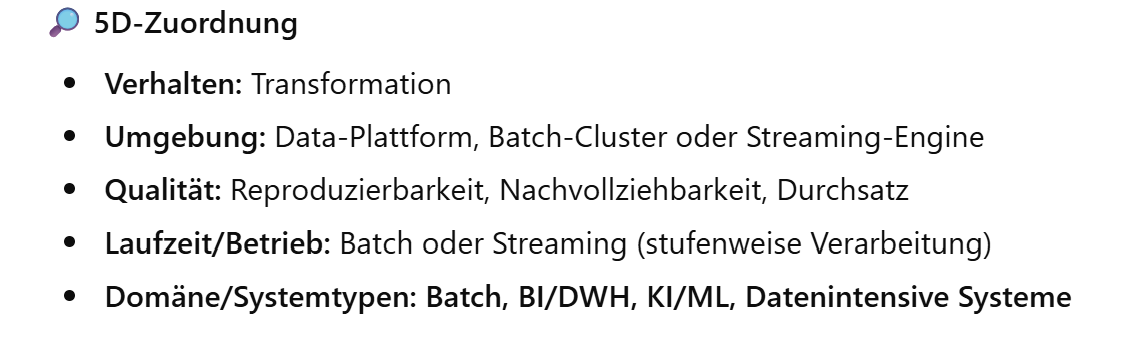 🔎 5D-Zuordnung
• Verhalten: Transformation
• Umgebung: Data-Plattform, Batch-Cluster oder Streaming-Engine
• Qualität: Reproduzierbarkeit, Nachvollziehbarkeit, Durchsatz
• Laufzeit/Betrieb: Batch oder Streaming (stufenweise Verarbeitung)
• Domäne/Systemtypen: Batch, BI/DWH, KI/ML, Datenintensive Systeme